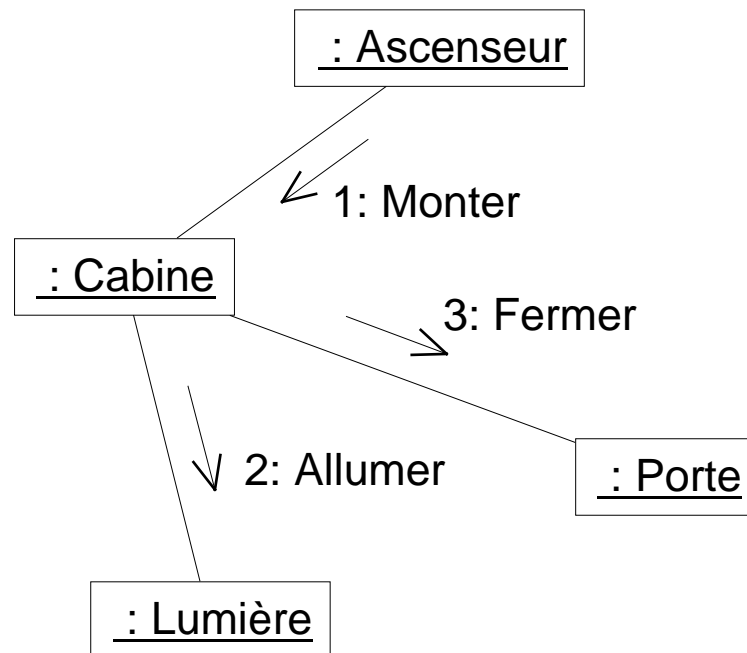 : Ascenseur
1: Monter
: Cabine
3: Fermer
2: Allumer
: Porte
: Lumière